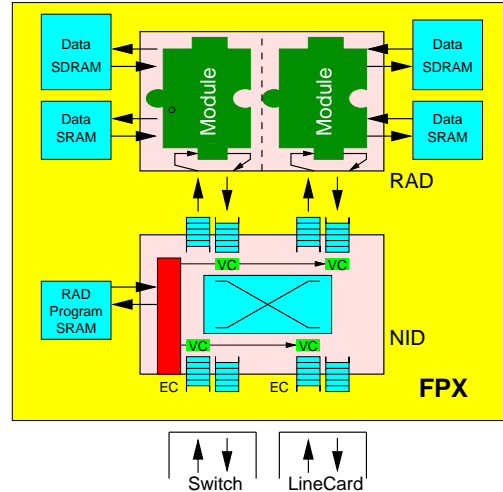 Data
SDRAM
Module
Module
Data
SDRAM
Data
SRAM
Data
SRAM
RAD
VC
VC
RAD
Program
SRAM
NID
VC
VC
EC
EC
FPX
Switch
LineCard